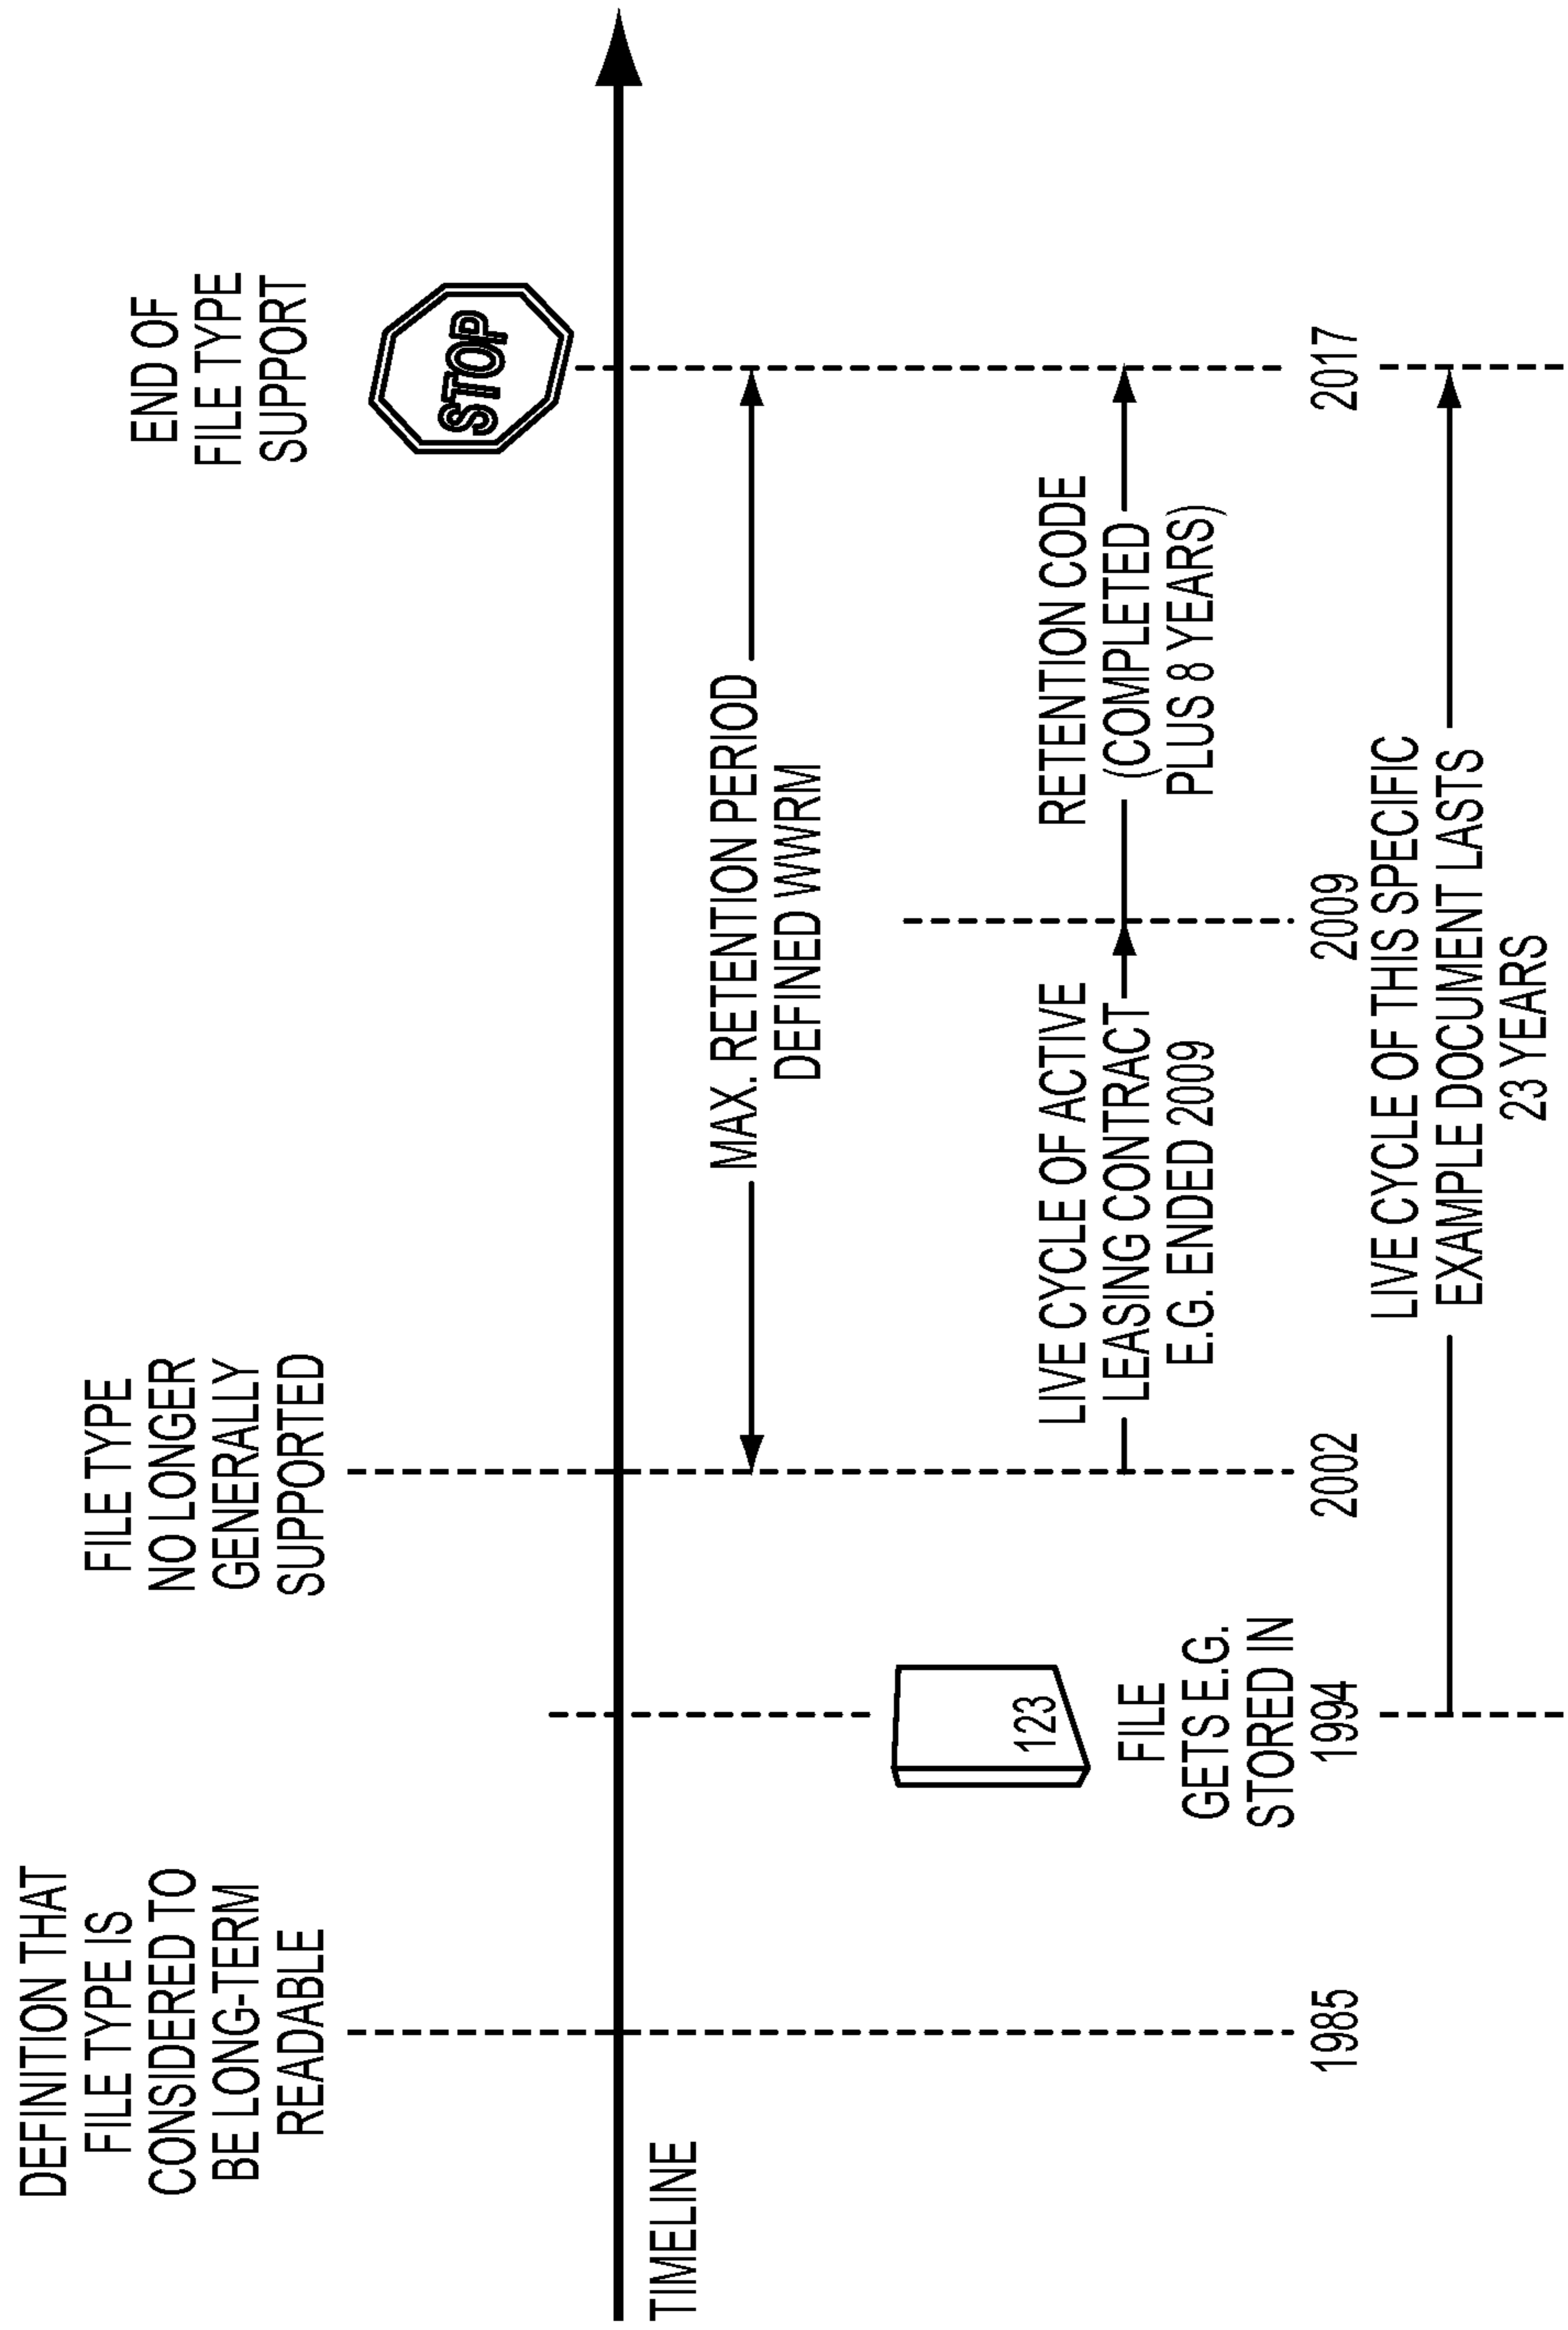 DEFINITION THAT
FILE TYPE IS
CONSIDERED TO
BE LONG-TERM
READABLE
FILE TYPE
NO LONGER
GENERALLY
SUPPORTED
END OF
FILE TYPE
SUPPORT
STOP
TIMELINE
MAX. RETENTION PERIOD
DEFINED WWRM
123
FILE
GETS E.G.
STORED IN
LIVE CYCLE OF ACTIVE
LEASING CONTRACT
E.G. ENDED 2009
RETENTION CODE
(COMPLETED
PLUS 8 YEARS)
1985
1994
2002
2009
2017
LIVE CYCLE OF THIS SPECIFIC
EXAMPLE DOCUMENT LASTS
23 YEARS